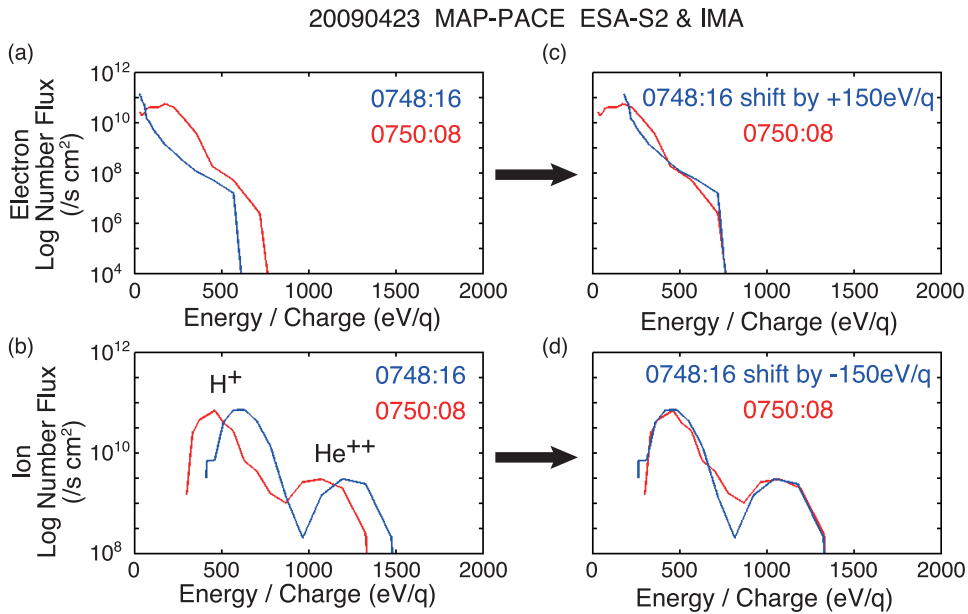 20090423 MAP-PACE ESA-S2 & IMA
(a)
Electron
Log Number Flux
(/s cm²)
10¹²
10¹⁰
10⁸
10⁶
10⁴
0748:16
0750:08
0 500 1000 1500 2000
Energy / Charge (eV/q)
(c)
0748:16 shift by +150eV/q
0750:08
0 500 1000 1500 2000
Energy / Charge (eV/q)
(b)
Ion
Log Number Flux
(/s cm²)
10¹²
10¹⁰
10⁸
H⁺
He⁺⁺
0748:16
0750:08
0 500 1000 1500 2000
Energy / Charge (eV/q)
(d)
0748:16 shift by -150eV/q
0750:08
0 500 1000 1500 2000
Energy / Charge (eV/q)